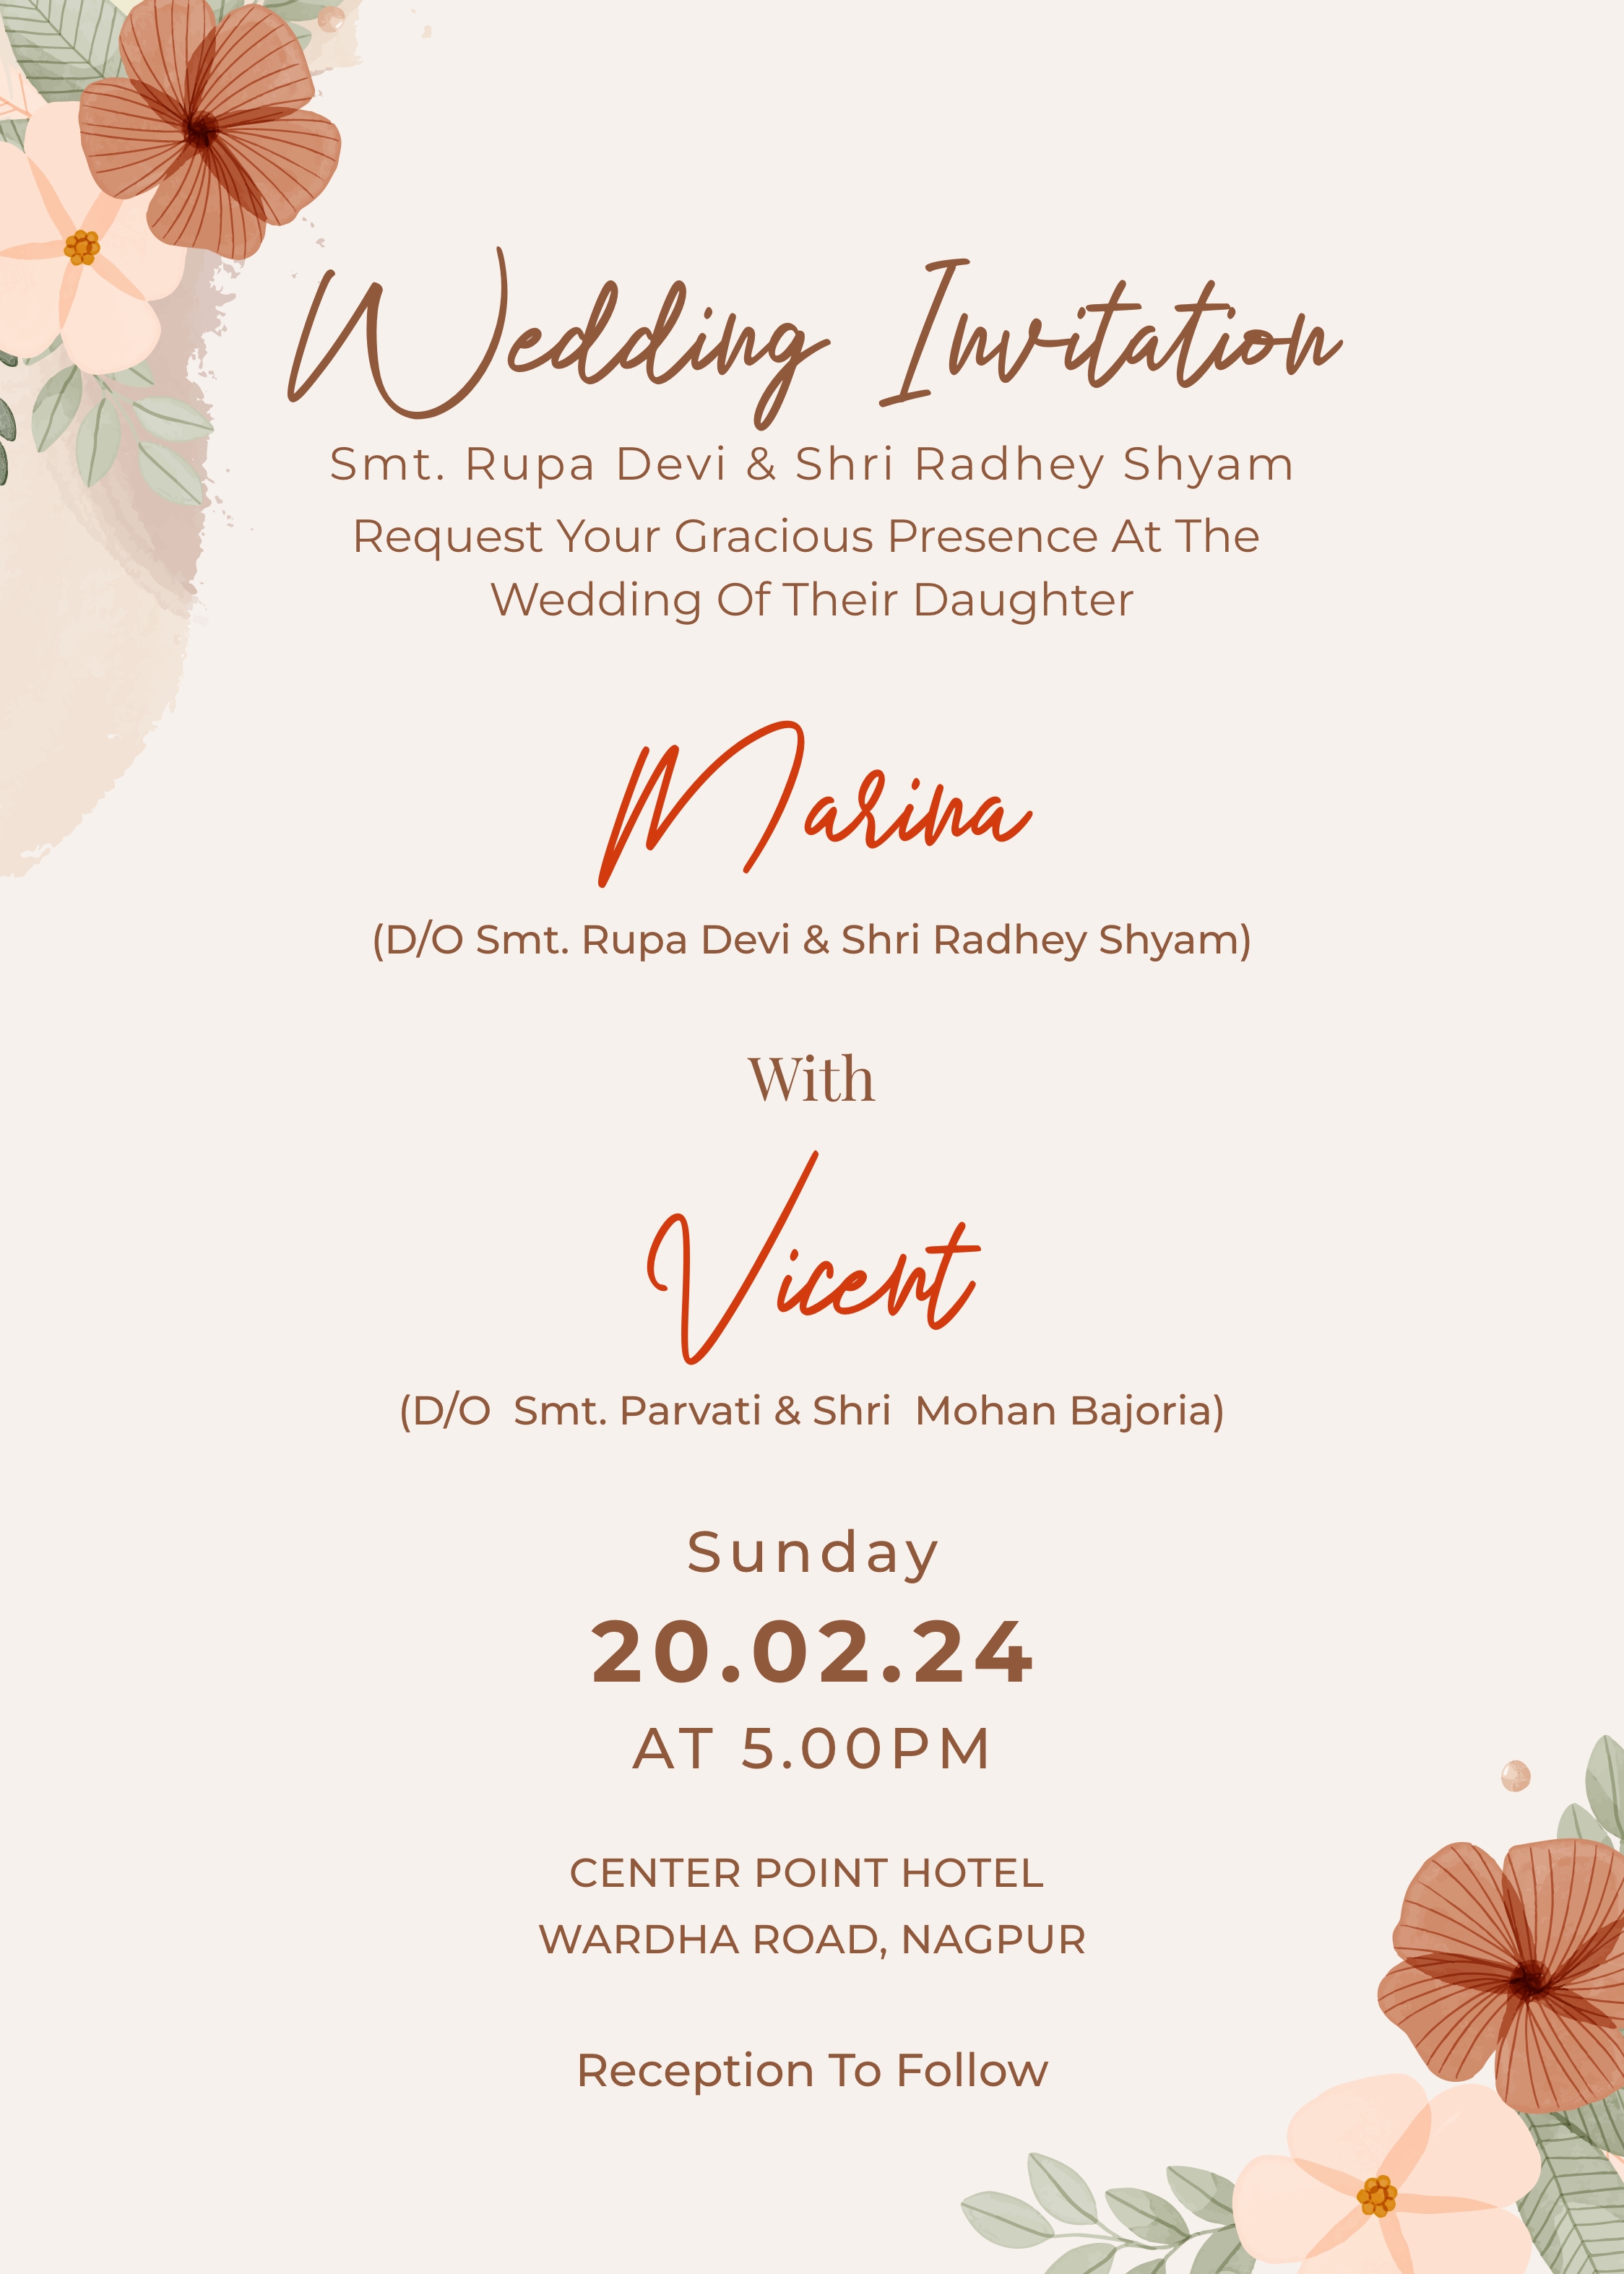 Wedding Invitation
Smt. Rupa Devi & Shri Radhey Shyam
Request Your Gracious Presence At The
Wedding Of Their Daughter
Marina
(D/O Smt. Rupa Devi & Shri Radhey Shyam)
With
Vicent
(D/O Smt. Parvati & Shri Mohan Bajoria)
Sunday
20.02.24
AT 5.00PM
CENTER POINT HOTEL
WARDHA ROAD, NAGPUR
Reception To Follow